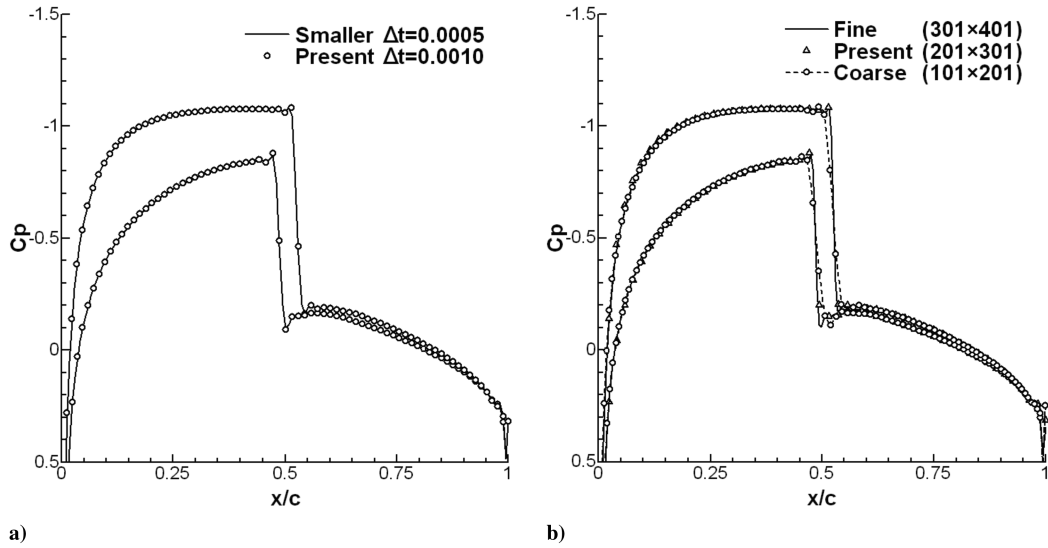 -1.5
-1
-0.5
0
0.5
Cp
0
0.25
0.5
0.75
1
x/c
Smaller Δt=0.0005
Present Δt=0.0010
a)
-1.5
-1
-0.5
0
0.5
Cp
0
0.25
0.5
0.75
1
x/c
Fine (301×401)
Present (201×301)
Coarse (101×201)
b)